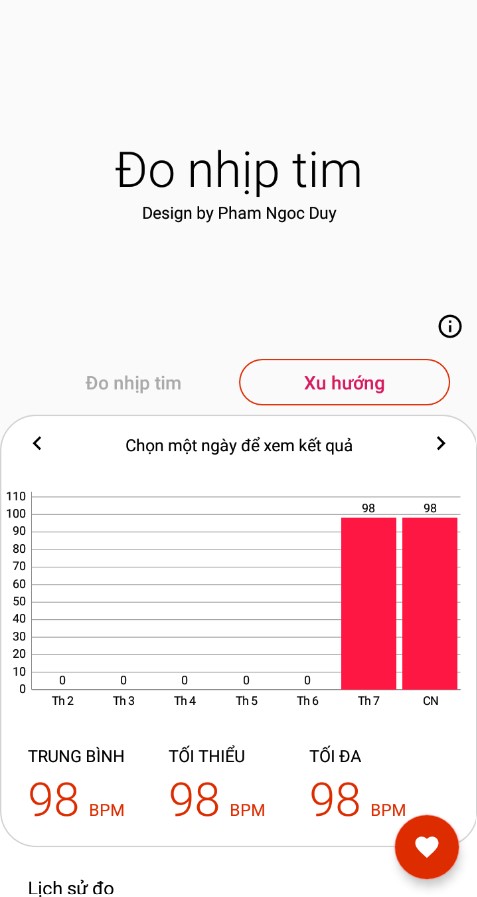 Đo nhịp tim
Design by Pham Ngoc Duy
Đo nhịp tim
Xu hướng
Chọn một ngày để xem kết quả
110
100
90
80
70
60
50
40
30
20
10
0
0 0 0 0 0 98 98
Th 2 Th 3 Th 4 Th 5 Th 6 Th 7 CN
TRUNG BÌNH TỐI THIỂU TỐI ĐA
98 BPM 98 BPM 98 BPM
Lịch sử đo